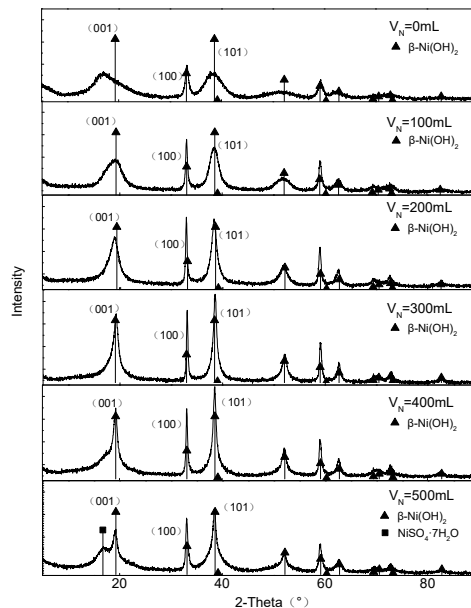 (001)
(100)
(101)
V_N=0mL
▲ β-Ni(OH)₂
(001)
(100)
(101)
V_N=100mL
▲ β-Ni(OH)₂
(001)
(100)
(101)
V_N=200mL
▲ β-Ni(OH)₂
(001)
(100)
(101)
V_N=300mL
▲ β-Ni(OH)₂
(001)
(100)
(101)
V_N=400mL
▲ β-Ni(OH)₂
(001)
(100)
(101)
V_N=500mL
▲ β-Ni(OH)₂
■ NiSO₄·7H₂O
Intensity
20 40 60 80
2-Theta（°）